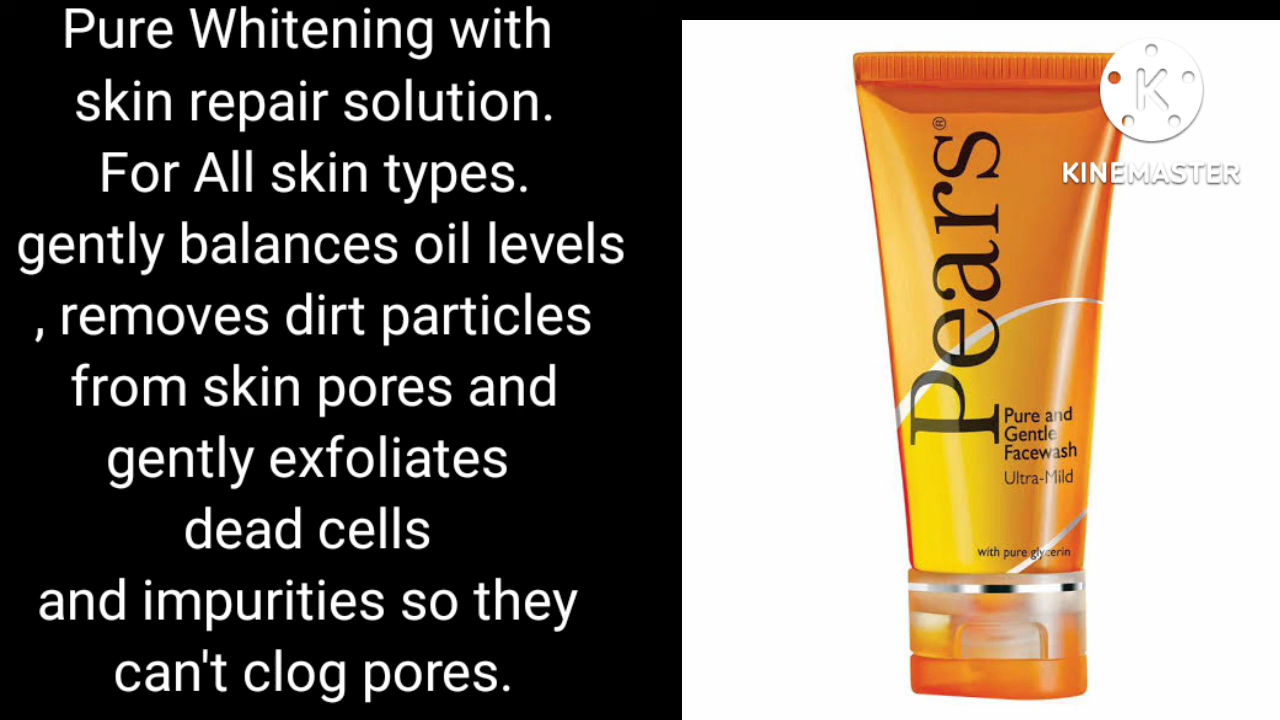 Pure Whitening with
skin repair solution.
For All skin types.
gently balances oil levels
, removes dirt particles
from skin pores and
gently exfoliates
dead cells
and impurities so they
can't clog pores.
Pears®
Pure and
Gentle
Facewash
Ultra-Mild
with pure glycerin
K
KINEMASTER